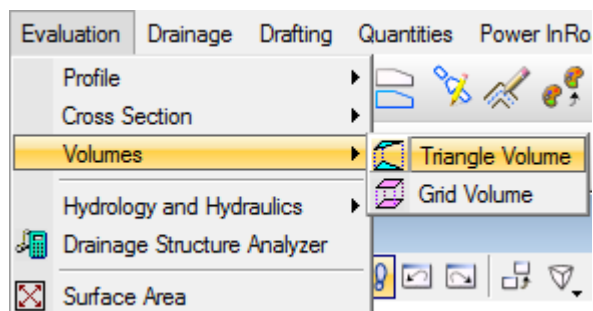 Evaluation Drainage Drafting Quantities Power InRo
Profile
Cross Section
Volumes
Triangle Volume
Grid Volume
Hydrology and Hydraulics
Drainage Structure Analyzer
Surface Area